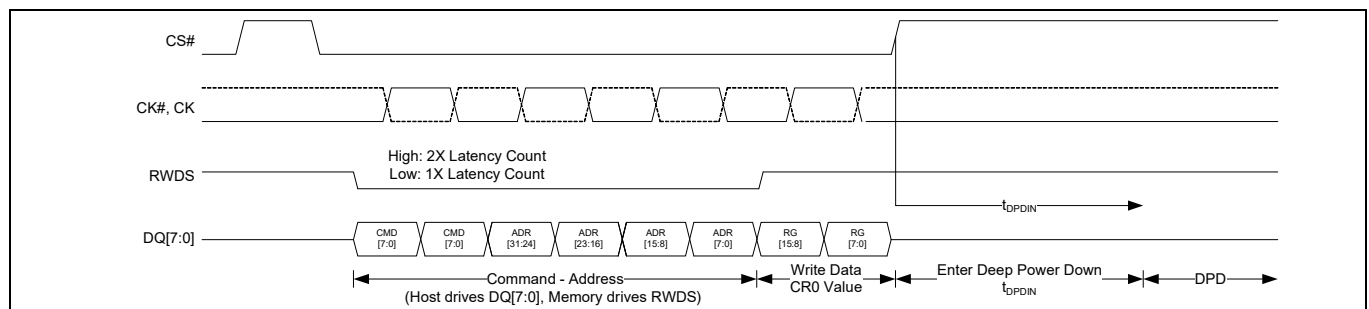 CS#
CK#, CK
High: 2X Latency Count
Low: 1X Latency Count
RWDS
tDPDIN
DQ[7:0]
CMD [7:0]
CMD [7:0]
ADR [31:24]
ADR [23:16]
ADR [15:8]
ADR [7:0]
RG [15:8]
RG [7:0]
Command - Address
(Host drives DQ[7:0], Memory drives RWDS)
Write Data
CR0 Value
Enter Deep Power Down
tDPDIN
DPD